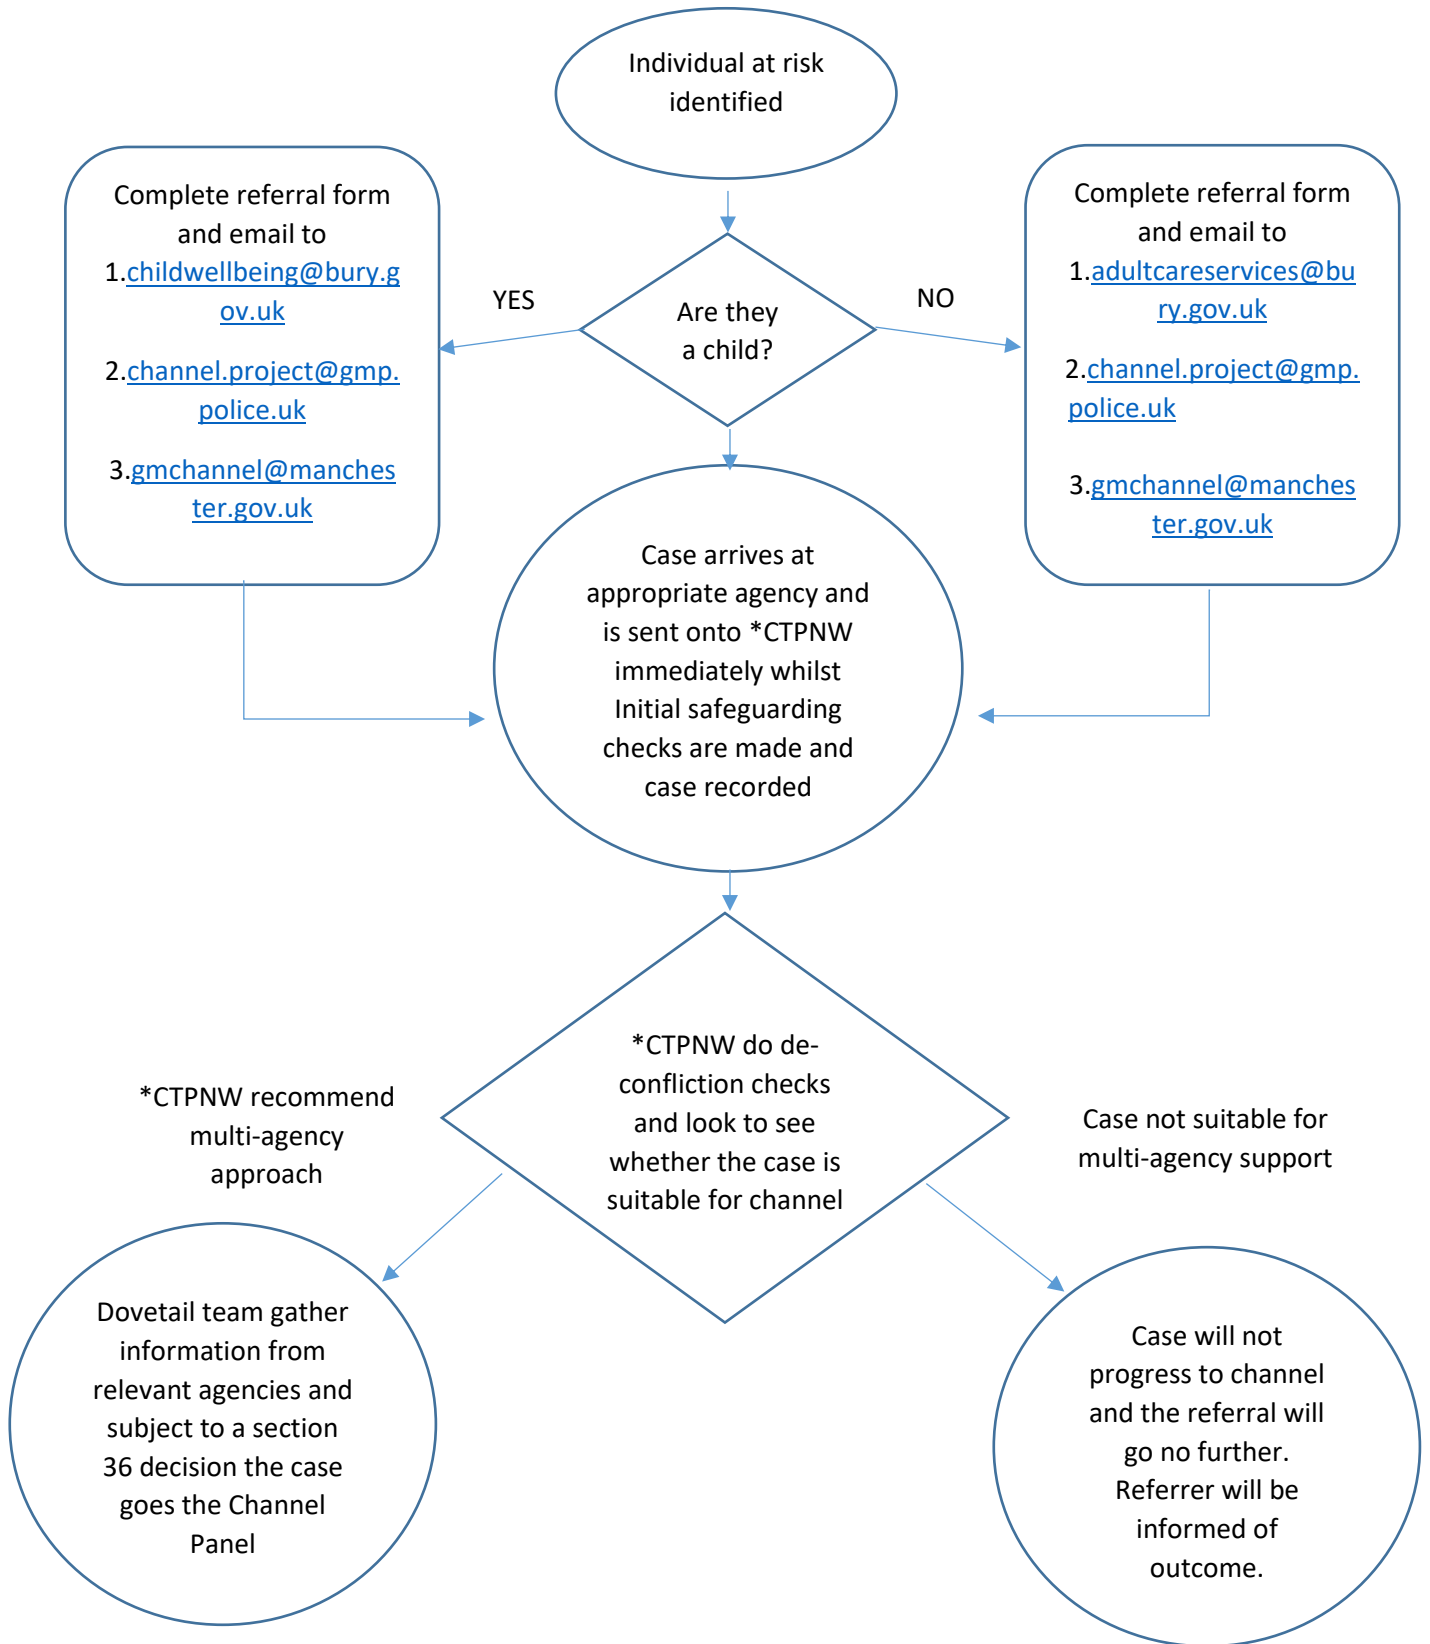 Individual at risk
identified
Complete referral form
and email to
1.childwellbeing@bury.g
ov.uk
2.channel.project@gmp.
police.uk
3.gmchannel@manches
ter.gov.uk
YES
Are they
a child?
NO
Complete referral form
and email to
1.adultcareservices@bu
ry.gov.uk
2.channel.project@gmp.
police.uk
3.gmchannel@manches
ter.gov.uk
Case arrives at
appropriate agency and
is sent onto *CTPNW
immediately whilst
Initial safeguarding
checks are made and
case recorded
*CTPNW do de-
confliction checks
and look to see
whether the case is
suitable for channel
*CTPNW recommend
multi-agency
approach
Case not suitable for
multi-agency support
Dovetail team gather
information from
relevant agencies and
subject to a section
36 decision the case
goes the Channel
Panel
Case will not
progress to channel
and the referral will
go no further.
Referrer will be
informed of
outcome.